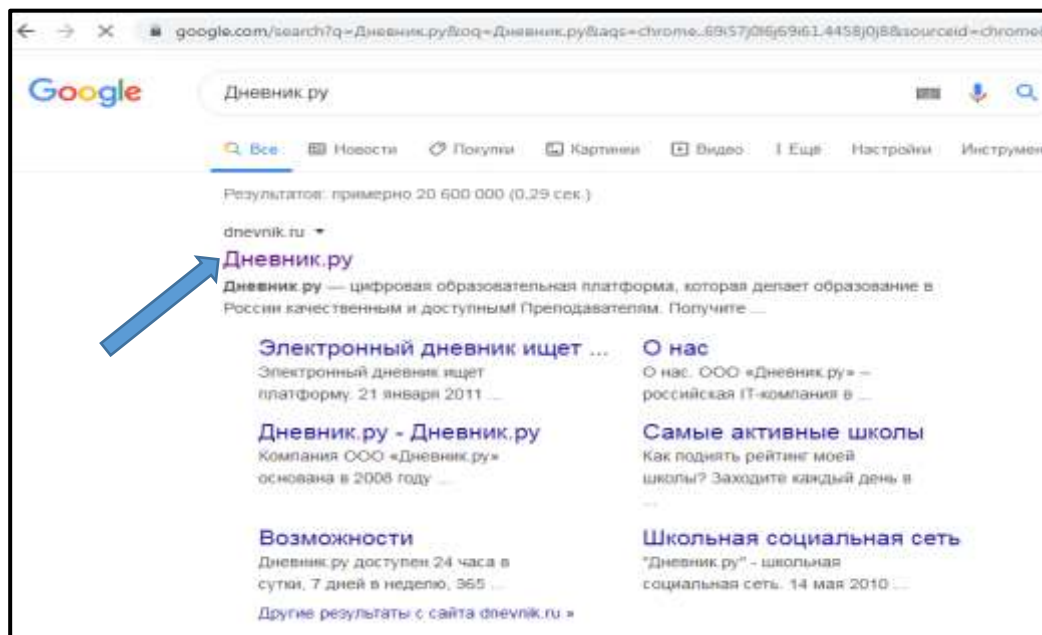 google.com/search?q=Дневник.ру&oq=Дневник.ру&aqs=chrome..69i57j0l6j69i61.4458j0j8&sourceid=chrome
Google
Дневник.ру
Все Новости Покупки Картинки Видео Ещё Настройки Инструмен
Результатов: примерно 20 600 000 (0,29 сек.)
dnevnik.ru
Дневник.ру
Дневник.ру — цифровая образовательная платформа, которая делает образование в
России качественным и доступным! Преподавателям. Получите ...
Электронный дневник ищет ... О нас
Электронный дневник ищет О нас. ООО «Дневник.ру» –
платформу. 21 января 2011 ... российская IT-компания в ...
Дневник.ру - Дневник.ру Самые активные школы
Компания ООО «Дневник.ру» Как поднять рейтинг моей
основана в 2008 году ... школы? Заходите каждый день в
...
Возможности Школьная социальная сеть
Дневник.ру доступен 24 часа в "Дневник.ру" - школьная
сутки, 7 дней в неделю, 365 ... социальная сеть. 14 мая 2010 ...
Другие результаты с сайта dnevnik.ru »